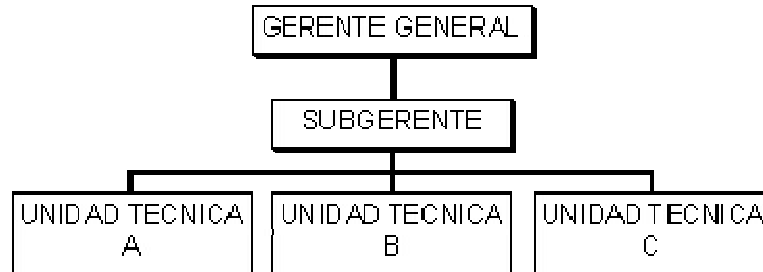 GERENTE GENERAL
SUBGERENTE
UNIDAD TECNICA
A
UNIDAD TECNICA
B
UNIDAD TECNICA
C